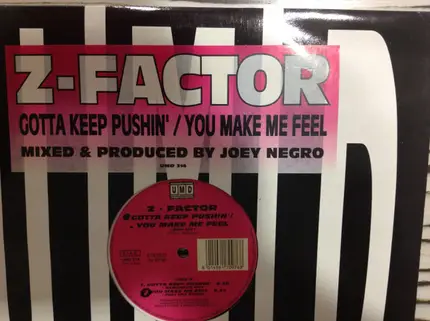 UMD
Z-FACTOR
GOTTA KEEP PUSHIN' / YOU MAKE ME FEEL
MIXED & PRODUCED BY JOEY NEGRO
UMD
Z - FACTOR
GOTTA KEEP PUSHIN' /
YOU MAKE ME FEEL